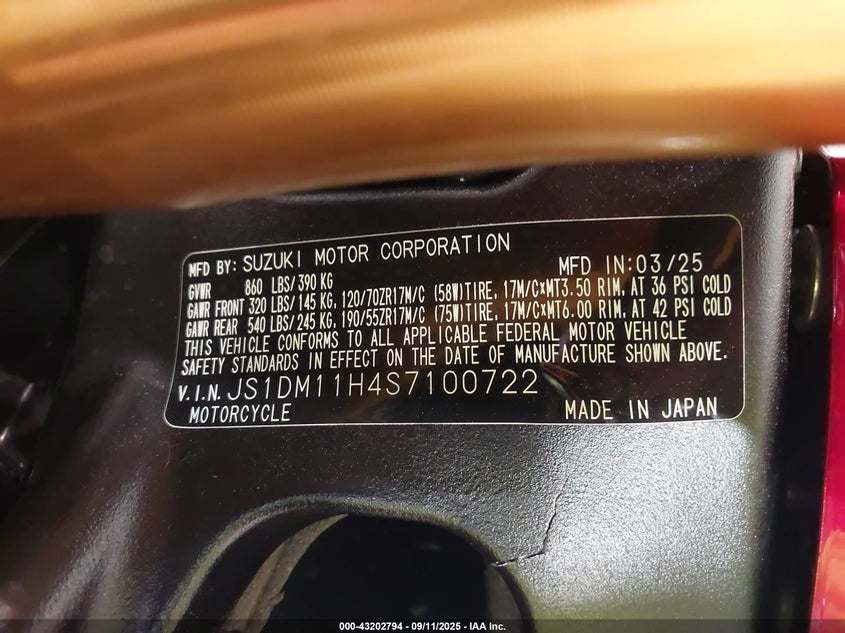 MFD BY: SUZUKI MOTOR CORPORATION MFD IN: 03/25
GVWR 860 LBS/390 KG
GAWR FRONT 320 LBS/145 KG, 120/70ZR17M/C (58W)TIRE, 17M/C×MT3.50 RIM, AT 36 PSI COLD
GAWR REAR 540 LBS/245 KG, 190/55ZR17M/C (75W)TIRE, 17M/C×MT6.00 RIM, AT 42 PSI COLD
THIS VEHICLE CONFORMS TO ALL APPLICABLE FEDERAL MOTOR VEHICLE
SAFETY STANDARDS IN EFFECT ON THE DATE OF MANUFACTURE SHOWN ABOVE.
V.I.N. JS1DM11H4S7100722
MOTORCYCLE MADE IN JAPAN
000-43202794 - 09/11/2025 - IAA Inc.